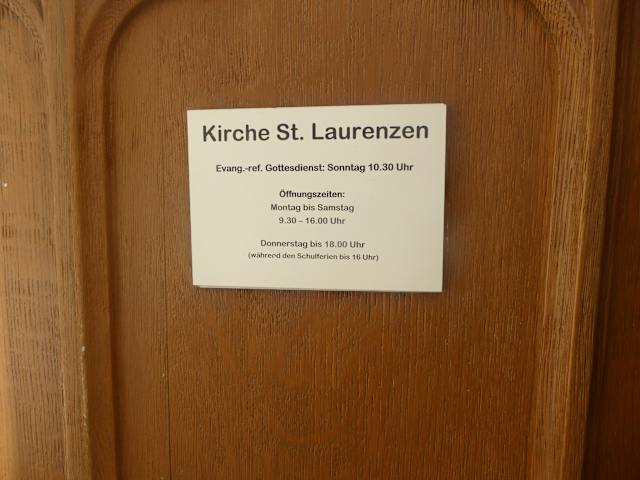 Kirche St. Laurenzen
Evang.-ref. Gottesdienst: Sonntag 10.30 Uhr
Öffnungszeiten:
Montag bis Samstag
9.30 – 16.00 Uhr
Donnerstag bis 18.00 Uhr
(während den Schulferien bis 16 Uhr)